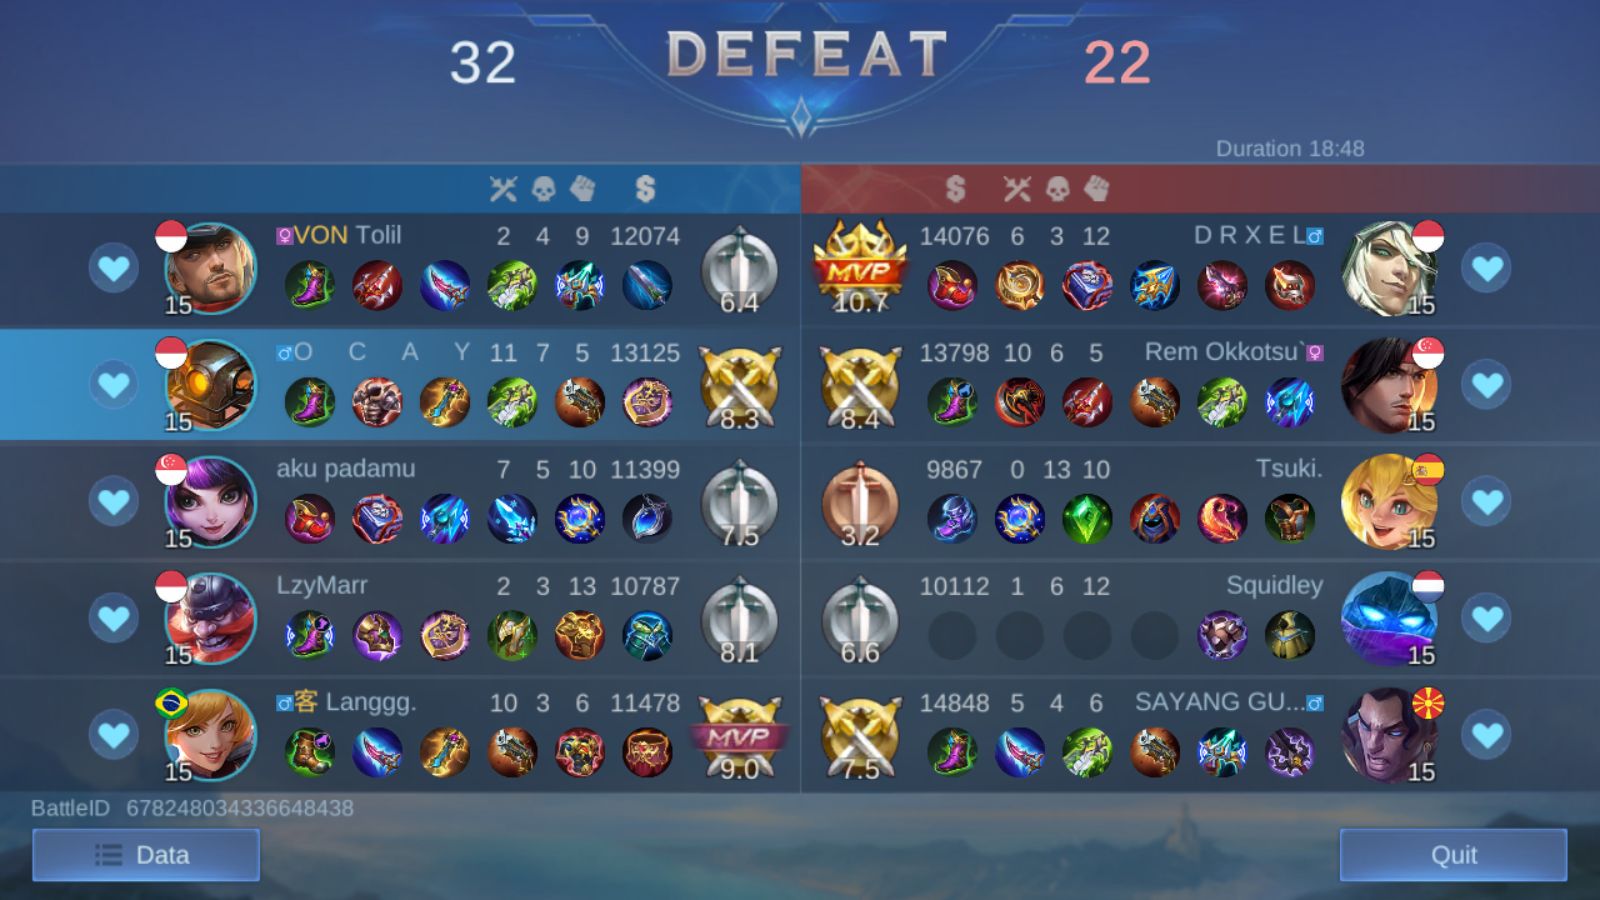 32 DEFEAT 22
Duration 18:48
VON Tolil 2 4 9 12074 6.4 15
MVP 10.7 14076 6 3 12 D R X E L 15
O C A Y 11 7 5 13125 8.3 15
8.4 13798 10 6 5 Rem Okkotsu` 15
aku padamu 7 5 10 11399 7.5 15
3.2 9867 0 13 10 Tsuki. 15
LzyMarr 2 3 13 10787 8.1 15
6.6 10112 1 6 12 Squidley 15
客 Langgg. 10 3 6 11478 MVP 9.0 15
7.5 14848 5 4 6 SAYANG GU... 15
BattleID 678248034336648438
Data
Quit